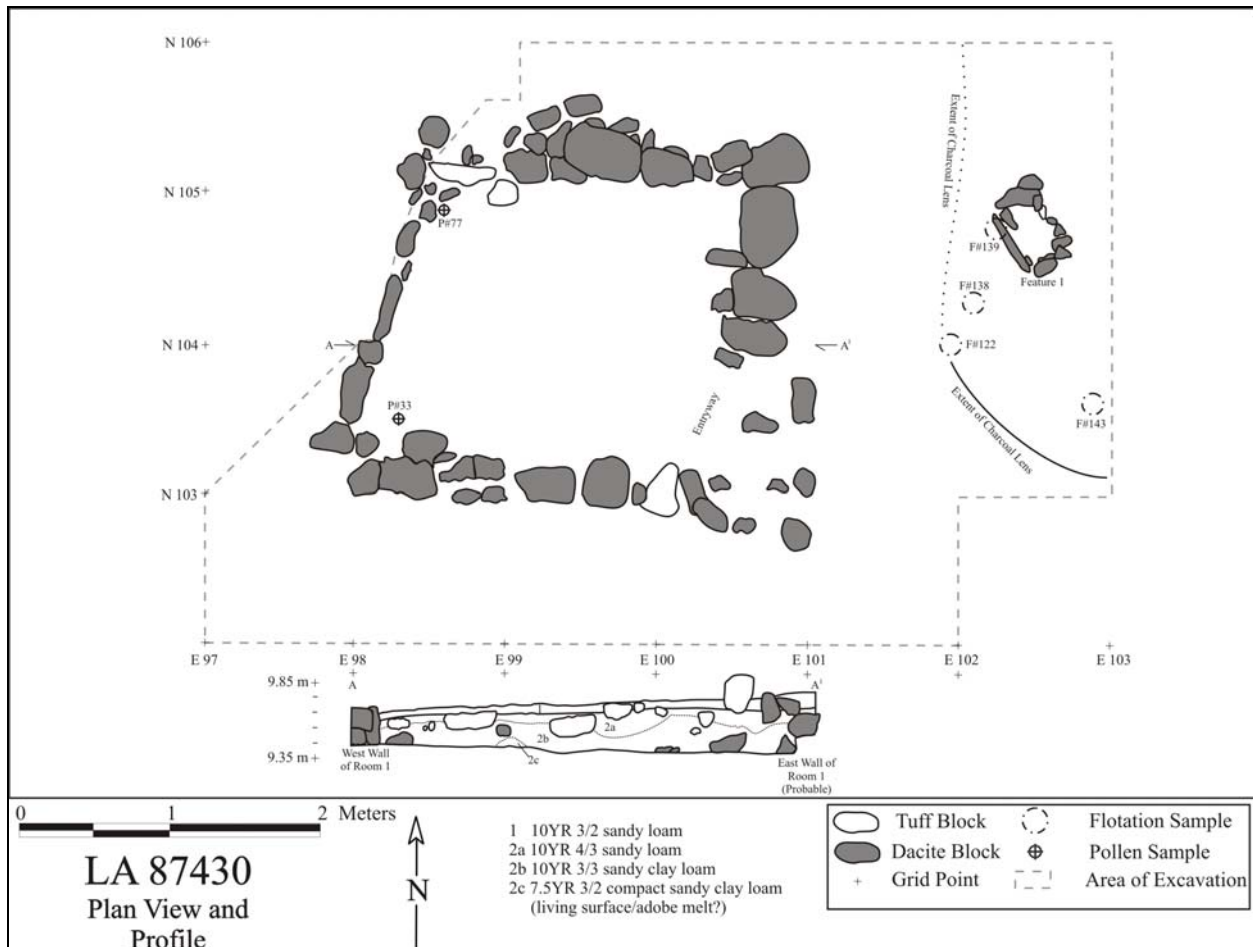 N 106+
N 105+
N 104+
N 103+
P#77
P#33
A
A¹
Entryway
Extent of Charcoal Lens
F#139
F#138
F#122
F#143
Feature 1
Extent of Charcoal Lens
E 97
E 98
E 99
E 100
E 101
E 102
E 103
A
A¹
9.85 m +
9.35 m +
2a
2b
2c
West Wall
of Room 1
East Wall of
Room 1
(Probable)
0 1 2 Meters
LA 87430
Plan View and
Profile
N
1 10YR 3/2 sandy loam
2a 10YR 4/3 sandy loam
2b 10YR 3/3 sandy clay loam
2c 7.5YR 3/2 compact sandy clay loam
(living surface/adobe melt?)
Tuff Block
Dacite Block
+ Grid Point
Flotation Sample
Pollen Sample
Area of Excavation